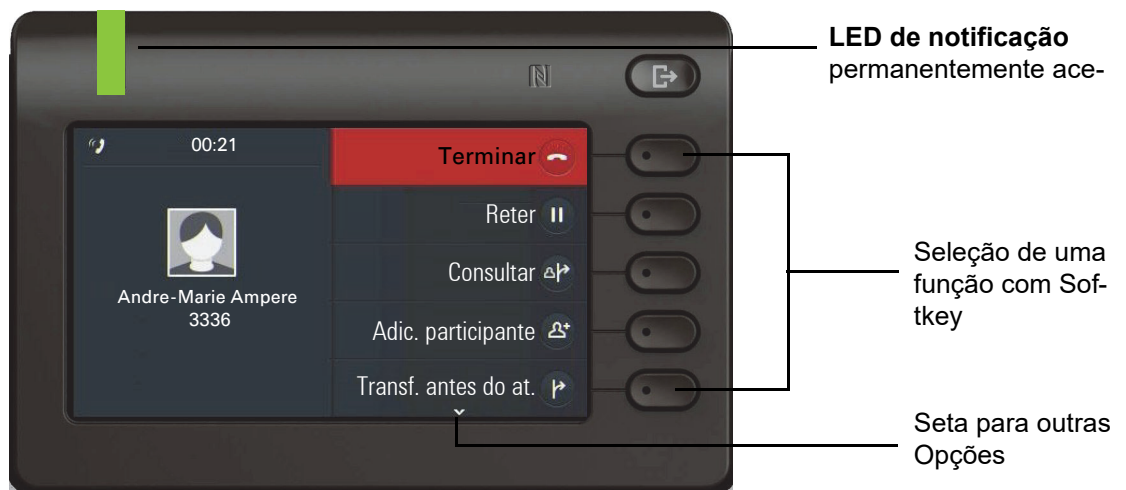 LED de notificação
permanentemente ace-
00:21
Terminar
Reter
Consultar
Andre-Marie Ampere
3336
Adic. participante
Transf. antes do at.
Seleção de uma
função com Sof-
tkey
Seta para outras
Opções